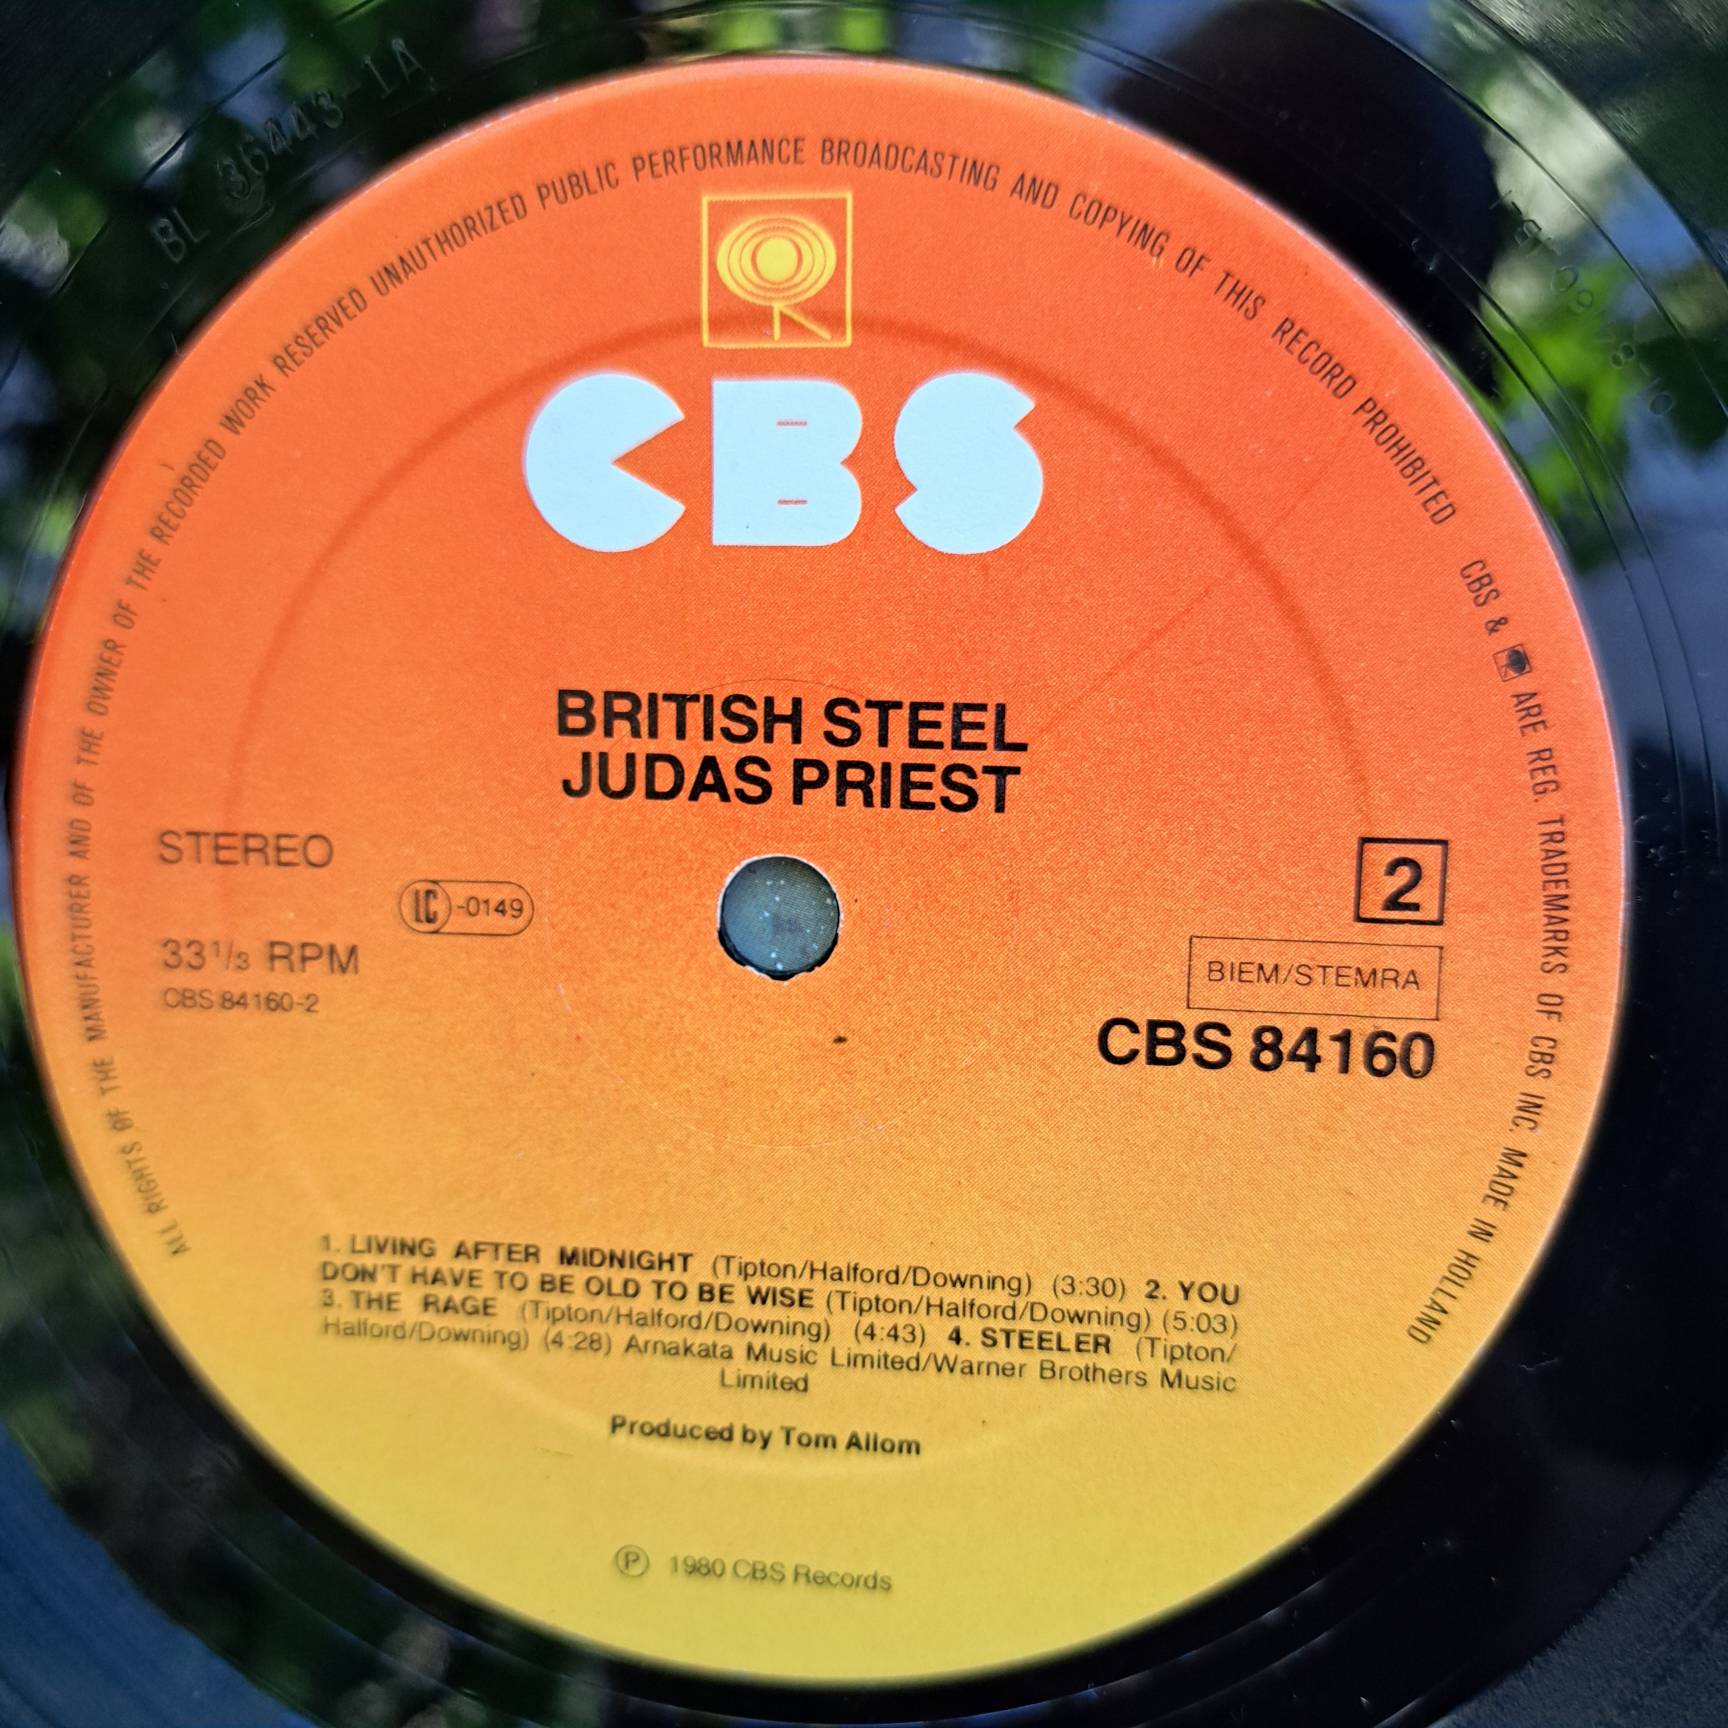 BL 36443-1A
ALL RIGHTS OF THE MANUFACTURER AND OF THE OWNER OF THE RECORDED WORK RESERVED UNAUTHORIZED PUBLIC PERFORMANCE BROADCASTING AND COPYING OF THIS RECORD PROHIBITED
CBS & ARE REG. TRADEMARKS OF CBS INC. MADE IN HOLLAND
CBS
BRITISH STEEL
JUDAS PRIEST
STEREO
LC-0149
33 1/3 RPM
CBS 84160-2
2
BIEM/STEMRA
CBS 84160
1. LIVING AFTER MIDNIGHT (Tipton/Halford/Downing) (3:30) 2. YOU
DON'T HAVE TO BE OLD TO BE WISE (Tipton/Halford/Downing) (5:03)
3. THE RAGE (Tipton/Halford/Downing) (4:43) 4. STEELER (Tipton/
Halford/Downing) (4:28) Arnakata Music Limited/Warner Brothers Music
Limited
Produced by Tom Allom
Ⓟ 1980 CBS Records